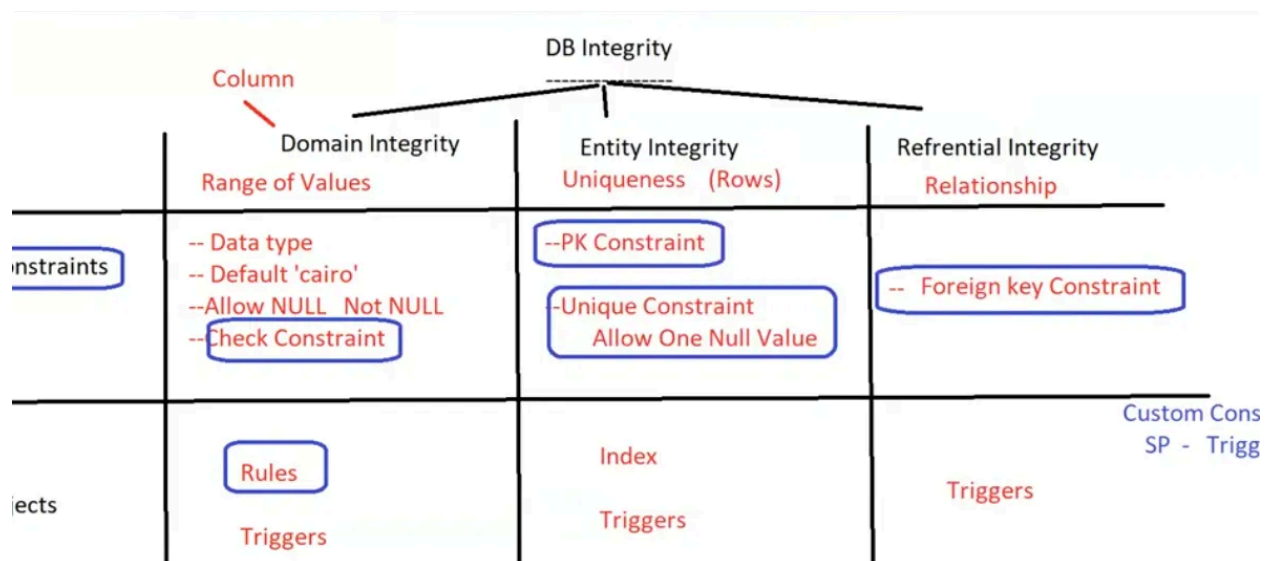 DB Integrity
Column
Domain Integrity
Entity Integrity
Refrential Integrity
Range of Values
Uniqueness (Rows)
Relationship
nstraints
-- Data type
-- Default 'cairo'
--Allow NULL Not NULL
--Check Constraint
--PK Constraint
--Unique Constraint
Allow One Null Value
-- Foreign key Constraint
Custom Cons
SP - Trigg
jects
Rules
Triggers
Index
Triggers
Triggers